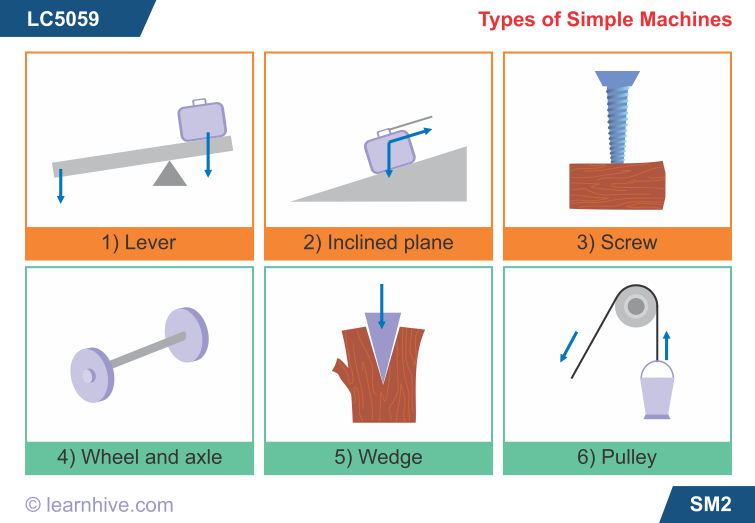 LC5059
Types of Simple Machines
1) Lever
2) Inclined plane
3) Screw
4) Wheel and axle
5) Wedge
6) Pulley
© learnhive.com
SM2